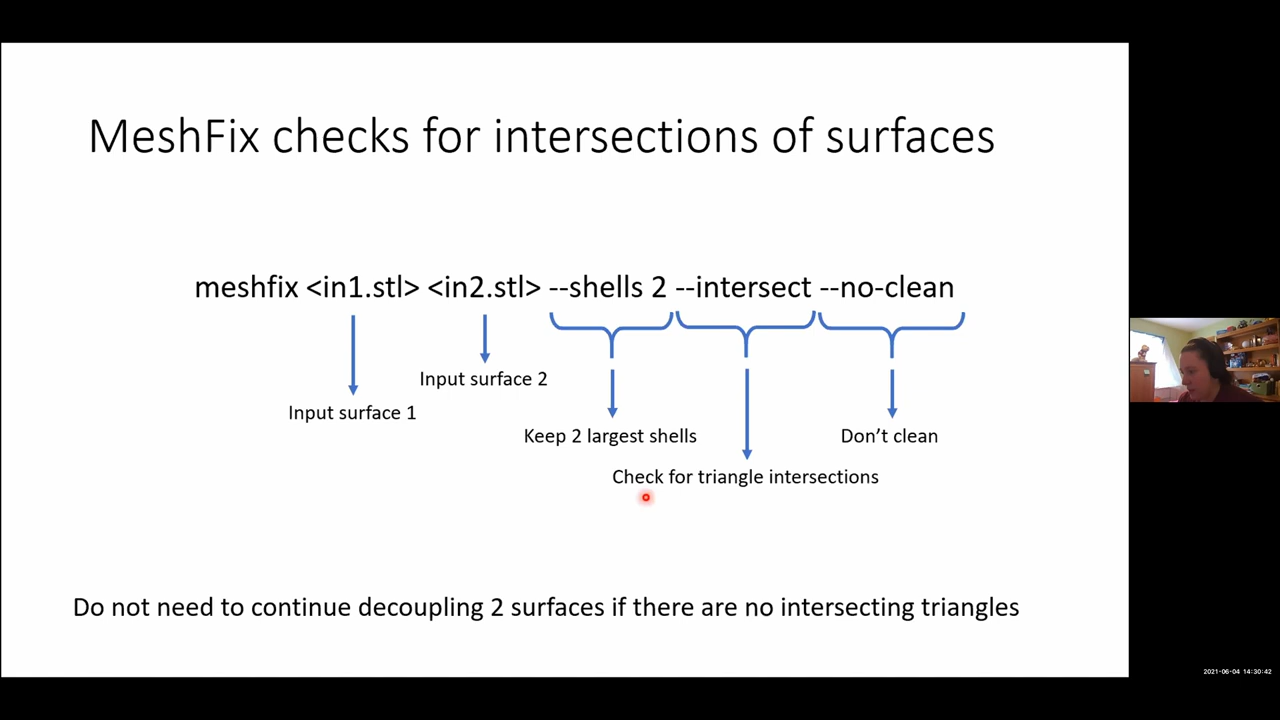 MeshFix checks for intersections of surfaces
meshfix <in1.stl> <in2.stl> --shells 2 --intersect --no-clean
Input surface 2
Input surface 1
Keep 2 largest shells
Don’t clean
Check for triangle intersections
Do not need to continue decoupling 2 surfaces if there are no intersecting triangles
2021-06-04 14:30:42